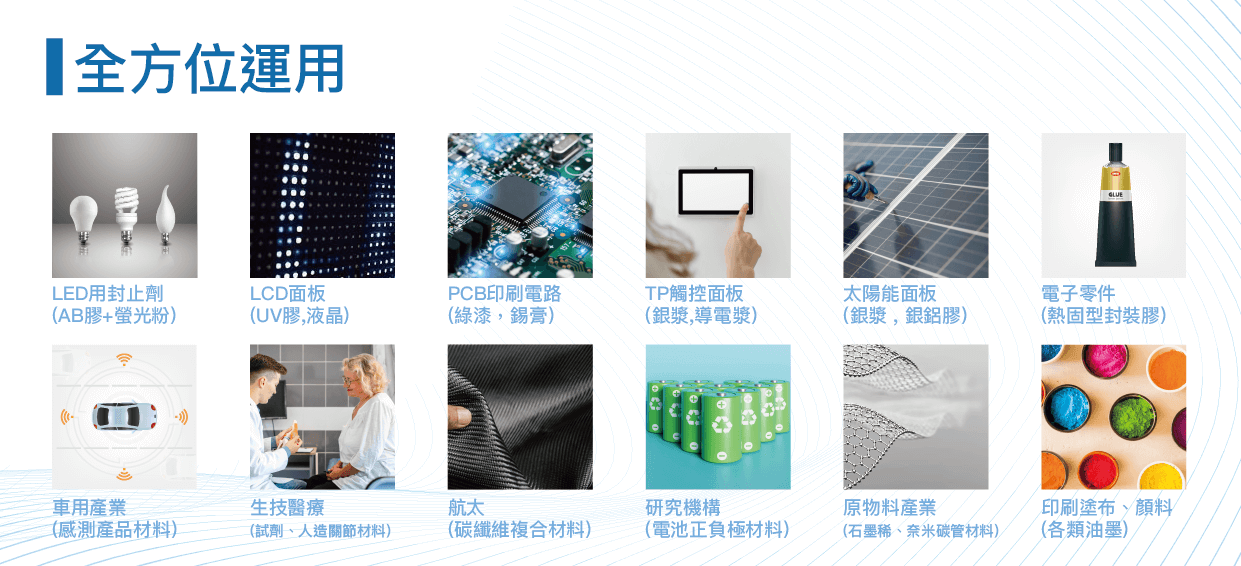 全方位運用
LED用封止劑
(AB膠+螢光粉)
LCD面板
(UV膠,液晶)
PCB印刷電路
(綠漆，錫膏)
TP觸控面板
(銀漿,導電漿)
太陽能面板
(銀漿，銀鋁膠)
GLUE
電子零件
(熱固型封裝膠)
車用產業
(感測產品材料)
生技醫療
(試劑、人造關節材料)
航太
(碳纖維複合材料)
研究機構
(電池正負極材料)
原物料產業
(石墨稀、奈米碳管材料)
印刷塗布、顏料
(各類油墨)